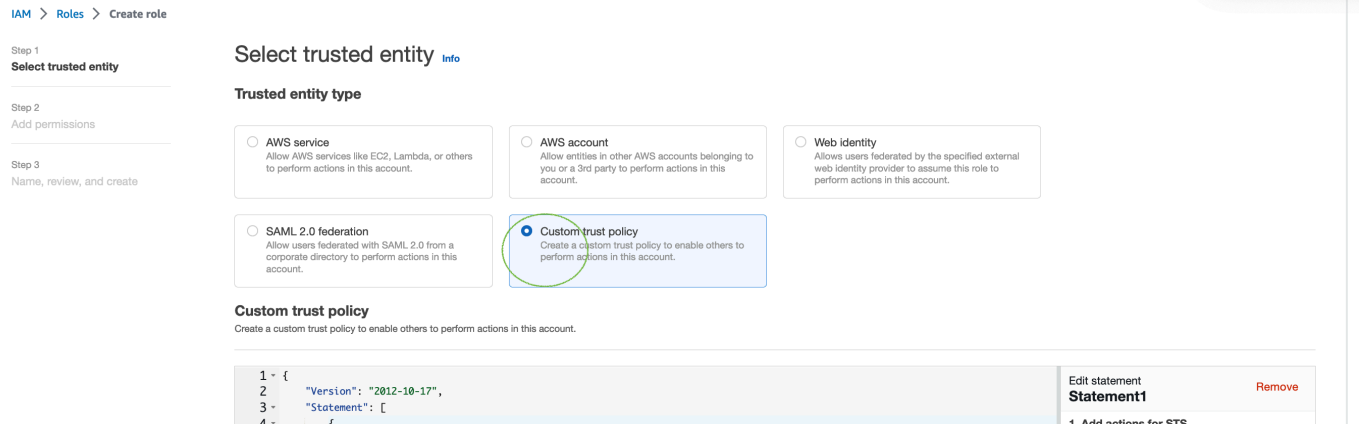 IAM > Roles > Create role
Step 1
Select trusted entity
Step 2
Add permissions
Step 3
Name, review, and create
Select trusted entity Info
Trusted entity type
AWS service
Allow AWS services like EC2, Lambda, or others
to perform actions in this account.
AWS account
Allow entities in other AWS accounts belonging to
you or a 3rd party to perform actions in this
account.
Web identity
Allows users federated by the specified external
web identity provider to assume this role to
perform actions in this account.
SAML 2.0 federation
Allow users federated with SAML 2.0 from a
corporate directory to perform actions in this
account.
Custom trust policy
Create a custom trust policy to enable others to
perform actions in this account.
Custom trust policy
Create a custom trust policy to enable others to perform actions in this account.
1 {
2 "Version": "2012-10-17",
3 "Statement": [
4 {
Edit statement
Statement1
Remove
1. Add actions for STS